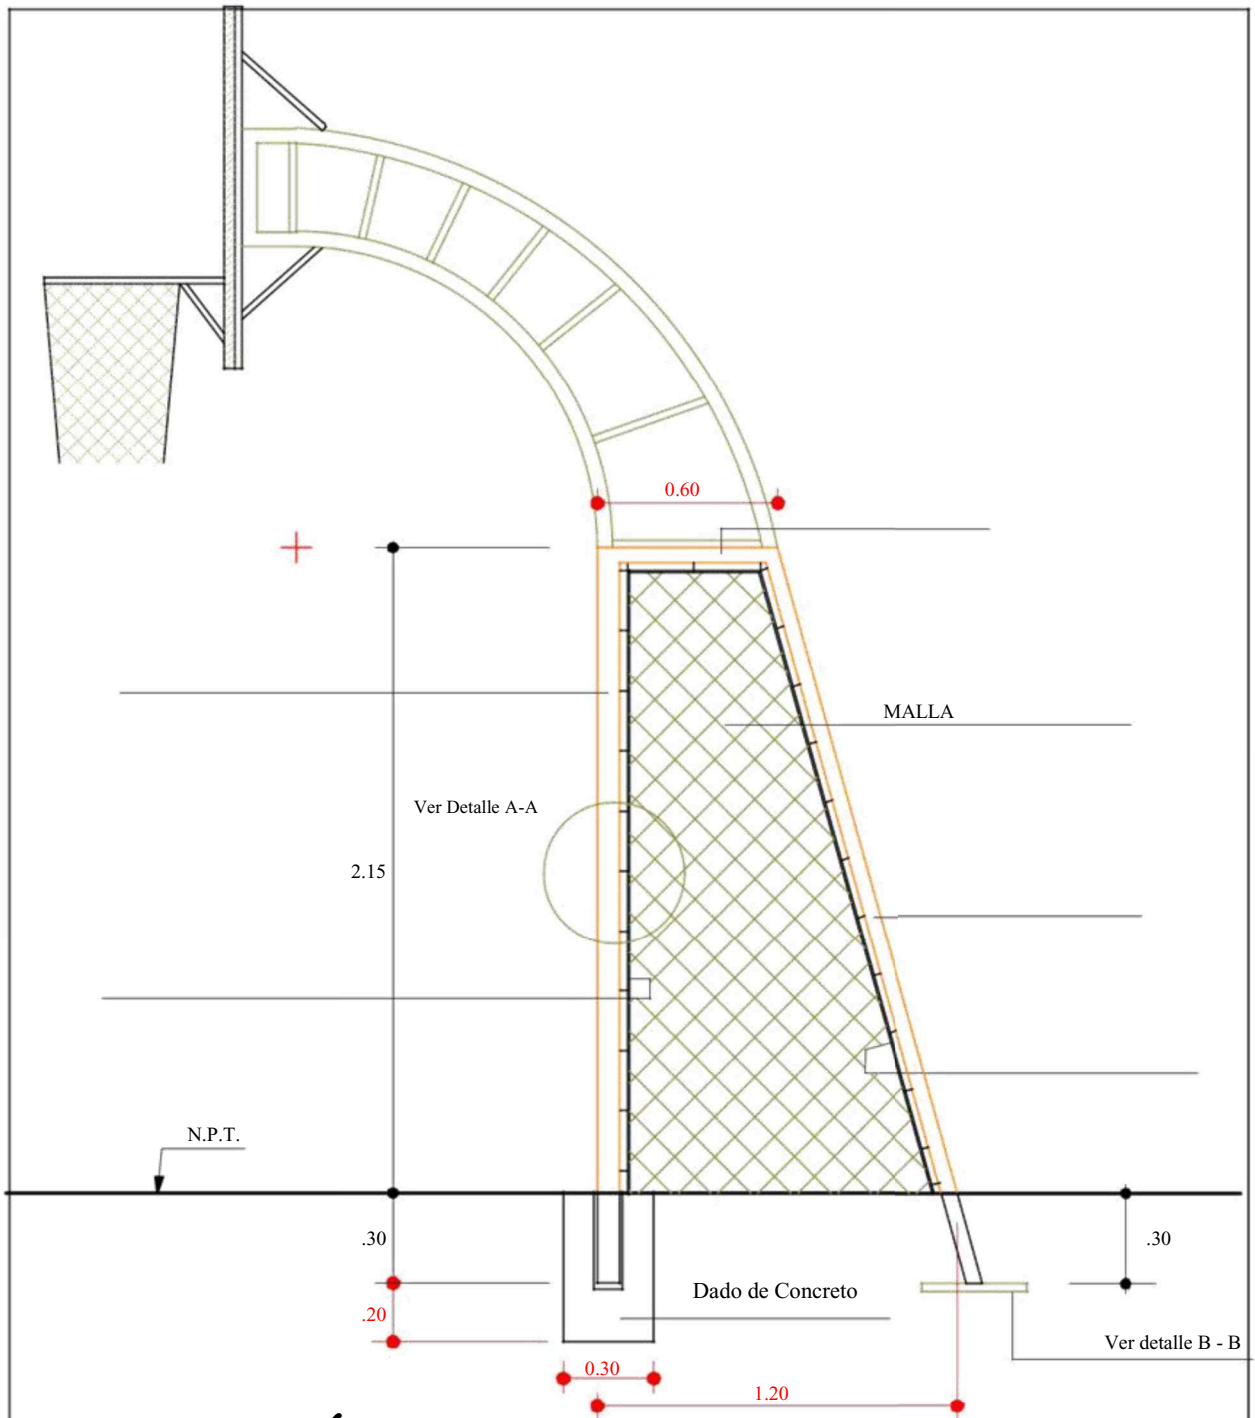 0.60
MALLA
Ver Detalle A-A
2.15
N.P.T.
.30
.30
Dado de Concreto
.20
Ver detalle B - B
0.30
1.20